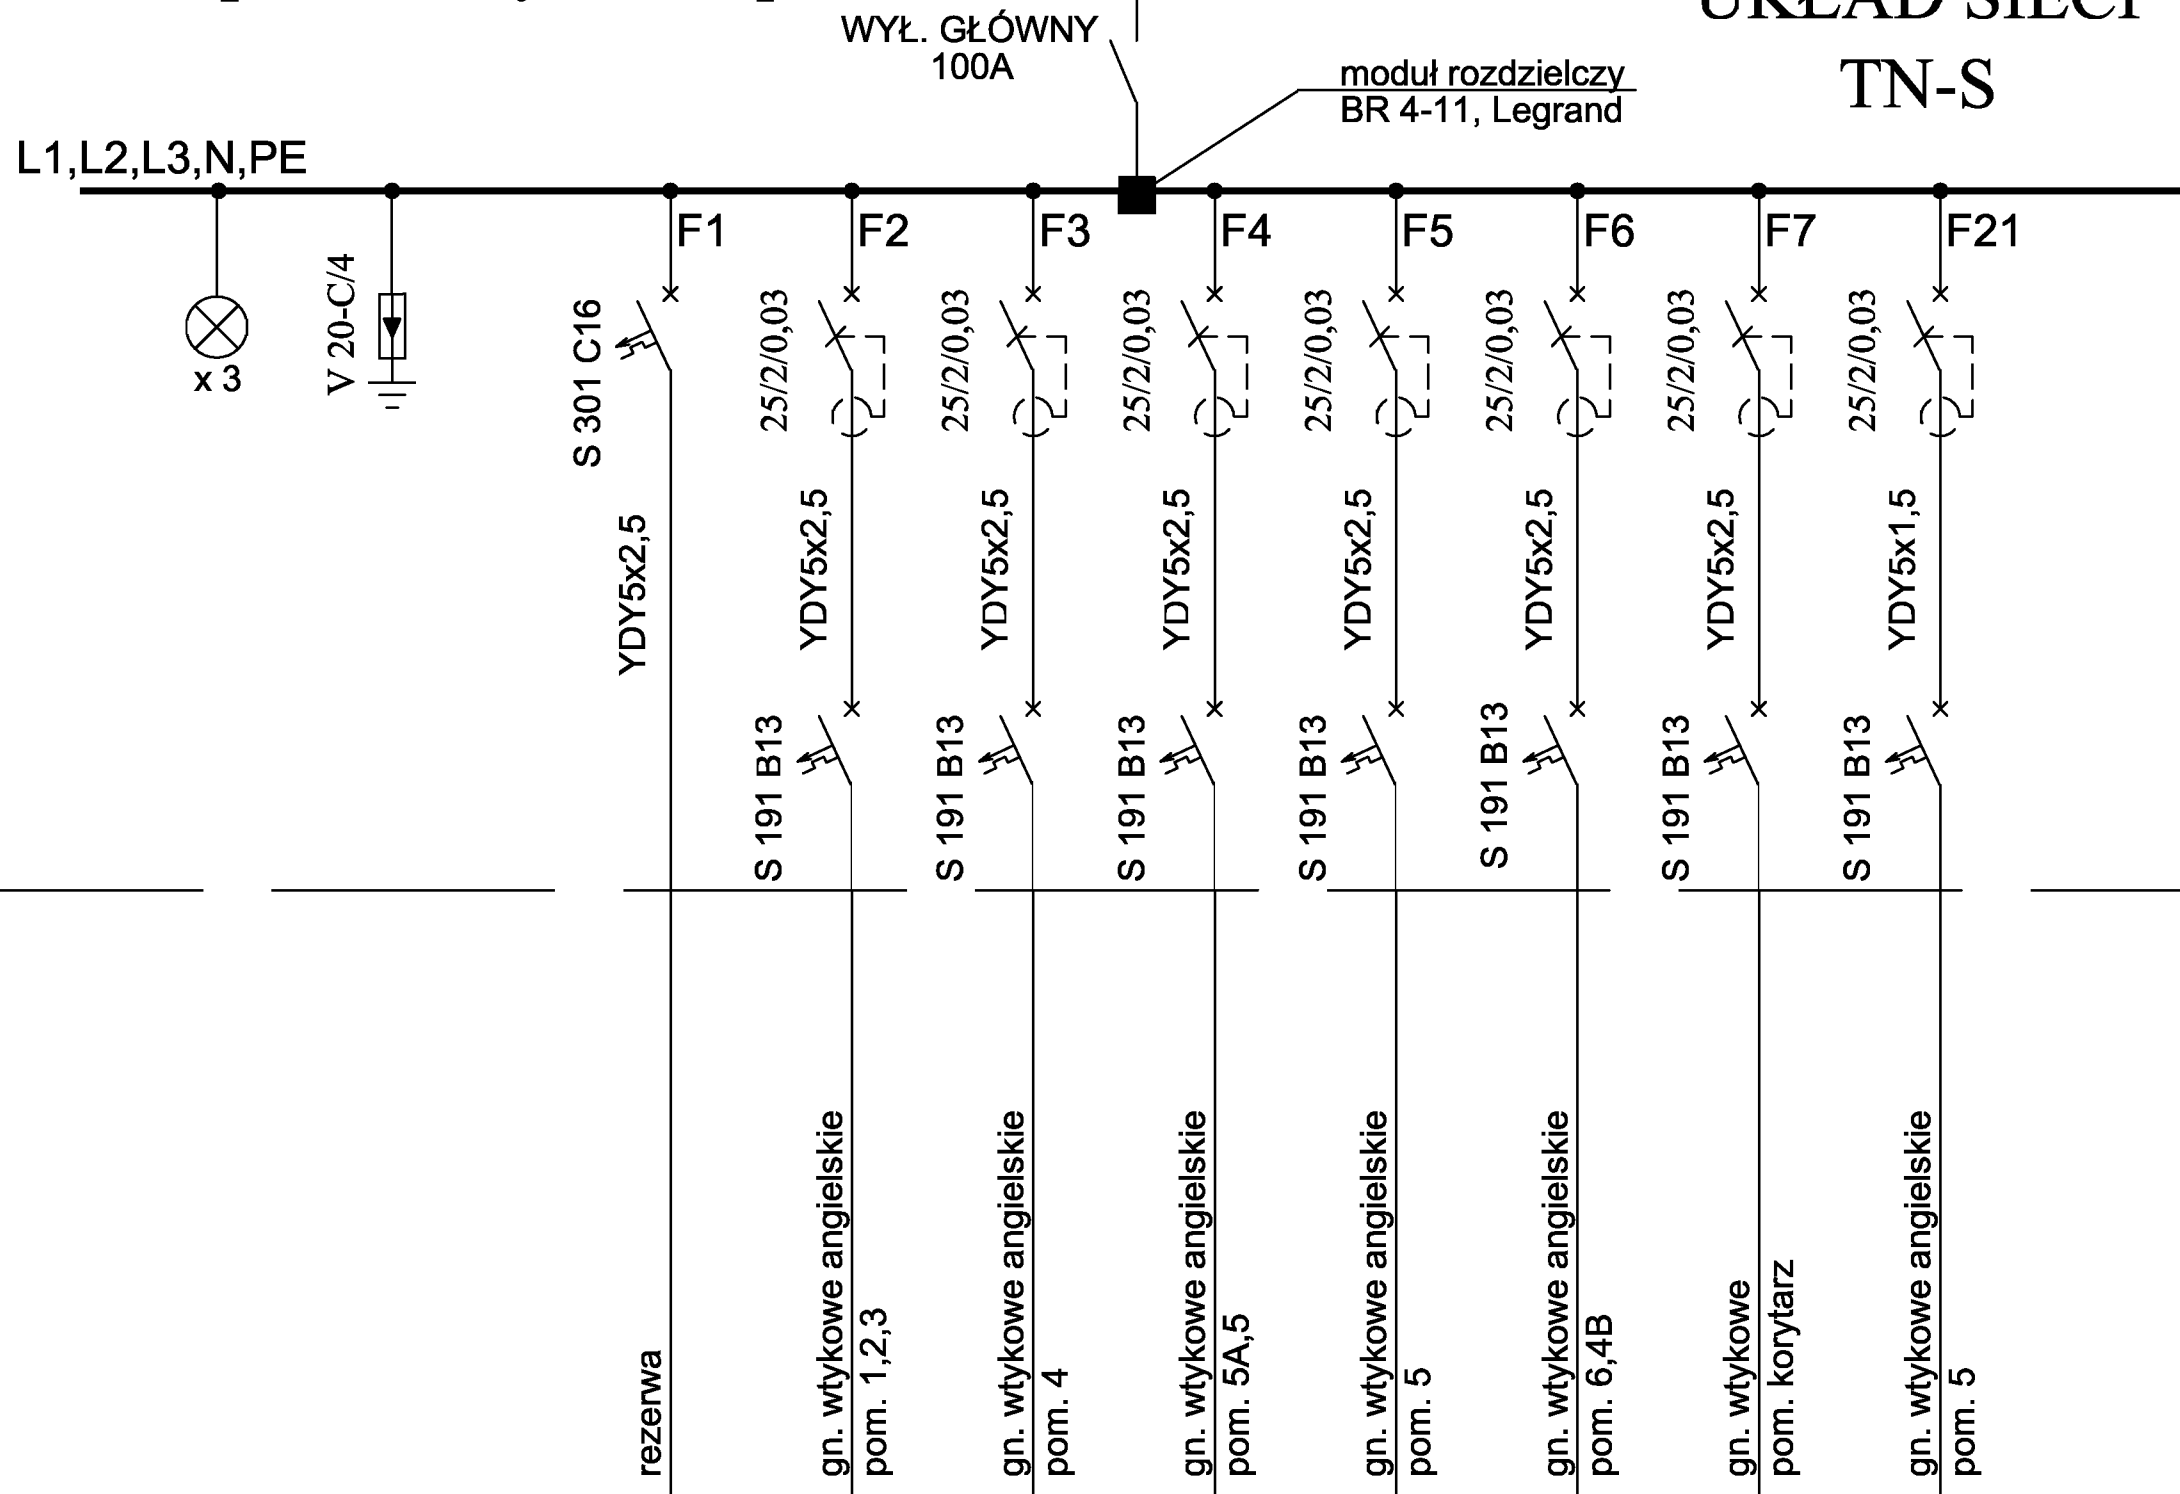 UKŁAD SIECI
TN-S
WYŁ. GŁÓWNY
100A
moduł rozdzielczy
BR 4-11, Legrand
L1,L2,L3,N,PE
F1
F2
F3
F4
F5
F6
F7
F21
x 3
V 20-C/4
S 301 C16
25/2/0,03
25/2/0,03
25/2/0,03
25/2/0,03
25/2/0,03
25/2/0,03
25/2/0,03
YDY5x2,5
YDY5x2,5
YDY5x2,5
YDY5x2,5
YDY5x2,5
YDY5x2,5
YDY5x2,5
YDY5x1,5
S 191 B13
S 191 B13
S 191 B13
S 191 B13
S 191 B13
S 191 B13
S 191 B13
rezerwa
gn. wtykowe angielskie
pom. 1,2,3
gn. wtykowe angielskie
pom. 4
gn. wtykowe angielskie
pom. 5A,5
gn. wtykowe angielskie
pom. 5
gn. wtykowe angielskie
pom. 6,4B
gn. wtykowe
pom. korytarz
gn. wtykowe angielskie
pom. 5